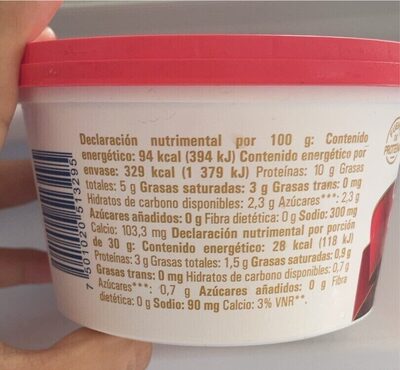 Declaración nutrimental por 100 g: Contenido
energético: 94 kcal (394 kJ) Contenido energético por
envase: 329 kcal (1 379 kJ) Proteínas: 10 g Grasas
totales: 5 g Grasas saturadas: 3 g Grasas trans: 0 mg
Hidratos de carbono disponibles: 2,3 g Azúcares***: 2,3 g
Azúcares añadidos: 0 g Fibra dietética: 0 g Sodio: 300 mg
Calcio: 103,3 mg Declaración nutrimental por porción
de 30 g: Contenido energético: 28 kcal (118 kJ)
Proteínas: 3 g Grasas totales: 1,5 g Grasas saturadas: 0,9 g
Grasas trans: 0 mg Hidratos de carbono disponibles: 0,7 g
Azúcares***: 0,7 g Azúcares añadidos: 0 g Fibra
dietética: 0 g Sodio: 90 mg Calcio: 3% VNR**.
7 501020 513295
DE
PROTEÍNA